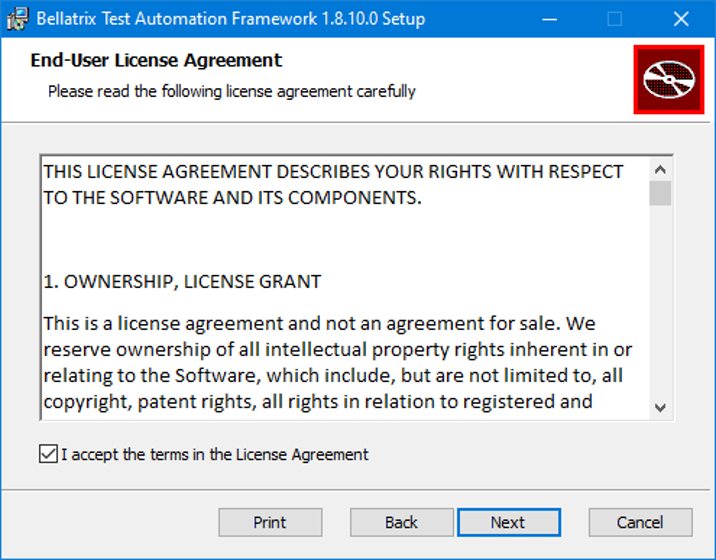 Bellatrix Test Automation Framework 1.8.10.0 Setup
End-User License Agreement
Please read the following license agreement carefully
THIS LICENSE AGREEMENT DESCRIBES YOUR RIGHTS WITH RESPECT
TO THE SOFTWARE AND ITS COMPONENTS.
1. OWNERSHIP, LICENSE GRANT
This is a license agreement and not an agreement for sale. We
reserve ownership of all intellectual property rights inherent in or
relating to the Software, which include, but are not limited to, all
copyright, patent rights, all rights in relation to registered and
I accept the terms in the License Agreement
Print Back Next Cancel